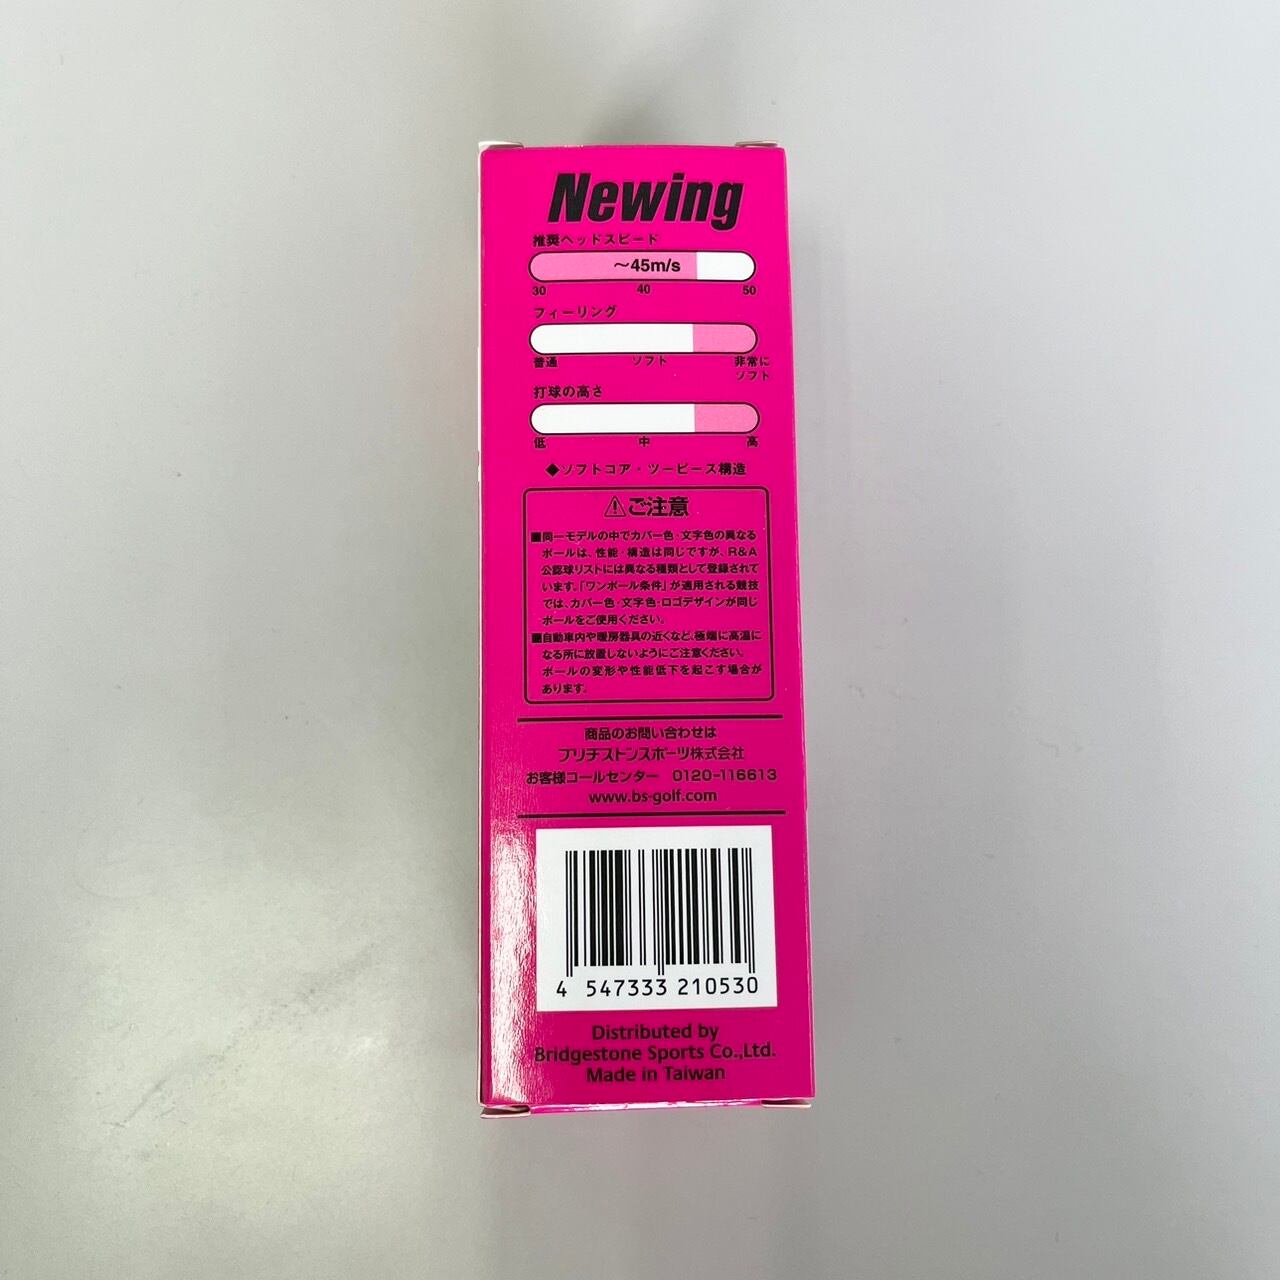 Newing
推奨ヘッドスピード
～45m/s
30 40 50
フィーリング
普通 ソフト 非常に
ソフト
打球の高さ
低 中 高
◆ソフトコア・ツーピース構造
⚠ご注意
■同一モデルの中でカバー色・文字色の異なる
ボールは、性能・構造は同じですが、R&A
公認球リストには異なる種類として登録されて
います。「ワンボール条件」が適用される競技
では、カバー色・文字色・ロゴデザインが同じ
ボールをご使用ください。
■自動車内や暖房器具の近くなど、極端に高温に
なる所に放置しないようにご注意ください。
ボールの変形や性能低下を起こす場合が
あります。
商品のお問い合わせは
ブリヂストンスポーツ株式会社
お客様コールセンター 0120-116613
www.bs-golf.com
4 547333 210530
Distributed by
Bridgestone Sports Co.,Ltd.
Made in Taiwan